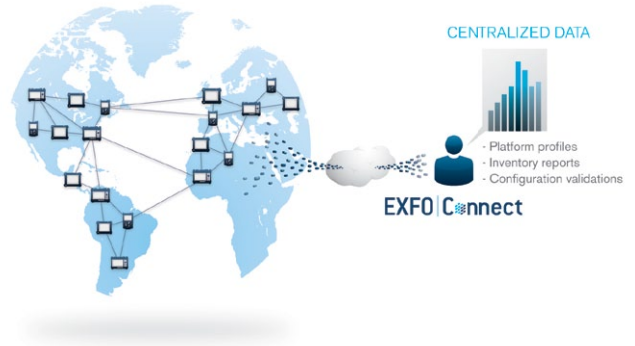 CENTRALIZED DATA
- Platform profiles
- Inventory reports
- Configuration validations
EXFO | Connect